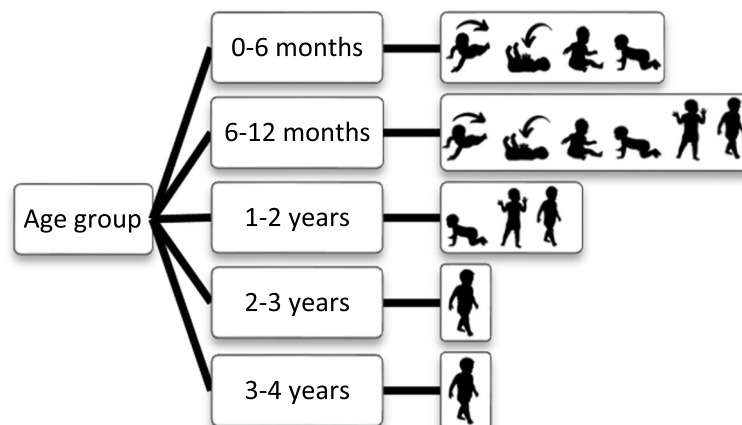 0-6 months
6-12 months
Age group
1-2 years
2-3 years
3-4 years